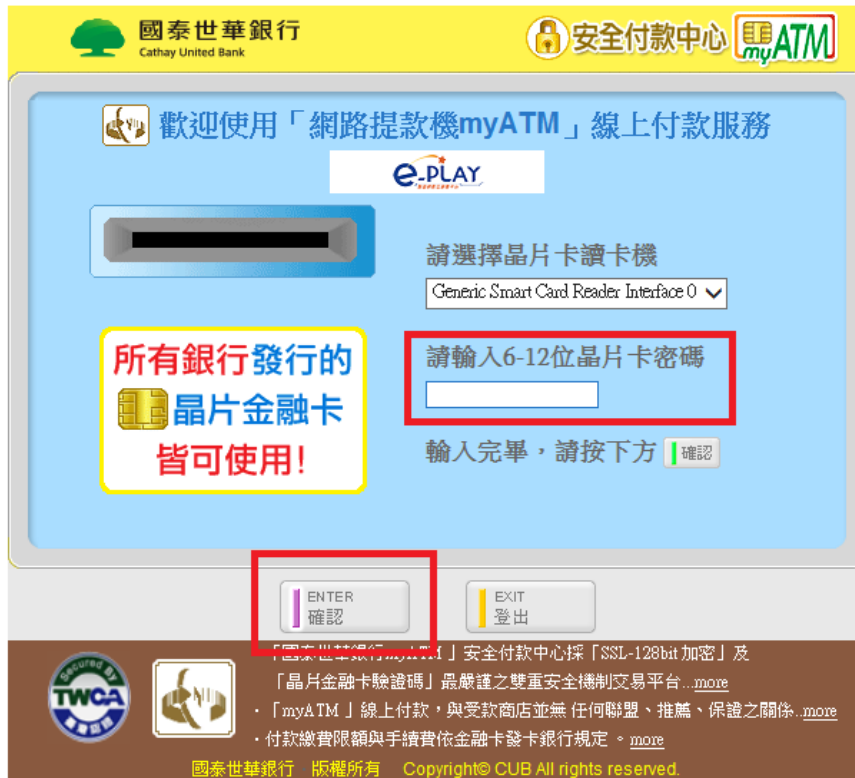 國泰世華銀行
Cathay United Bank
安全付款中心 myATM
歡迎使用「網路提款機myATM」線上付款服務
e-PLAY
請選擇晶片卡讀卡機
Generic Smart Card Reader Interface 0
所有銀行發行的
晶片金融卡
皆可使用!
請輸入6-12位晶片卡密碼
輸入完畢，請按下方 確認
ENTER
確認
EXIT
登出
「國泰世華銀行myATM」安全付款中心採「SSL-128bit 加密」及
「晶片金融卡驗證碼」最嚴謹之雙重安全機制交易平台...more
·「myATM」線上付款，與受款商店並無任何聯盟、推薦、保證之關係..more
·付款繳費限額與手續費依金融卡發卡銀行規定。more
Secured By
TWCA
國泰世華銀行 版權所有 Copyright© CUB All rights reserved.